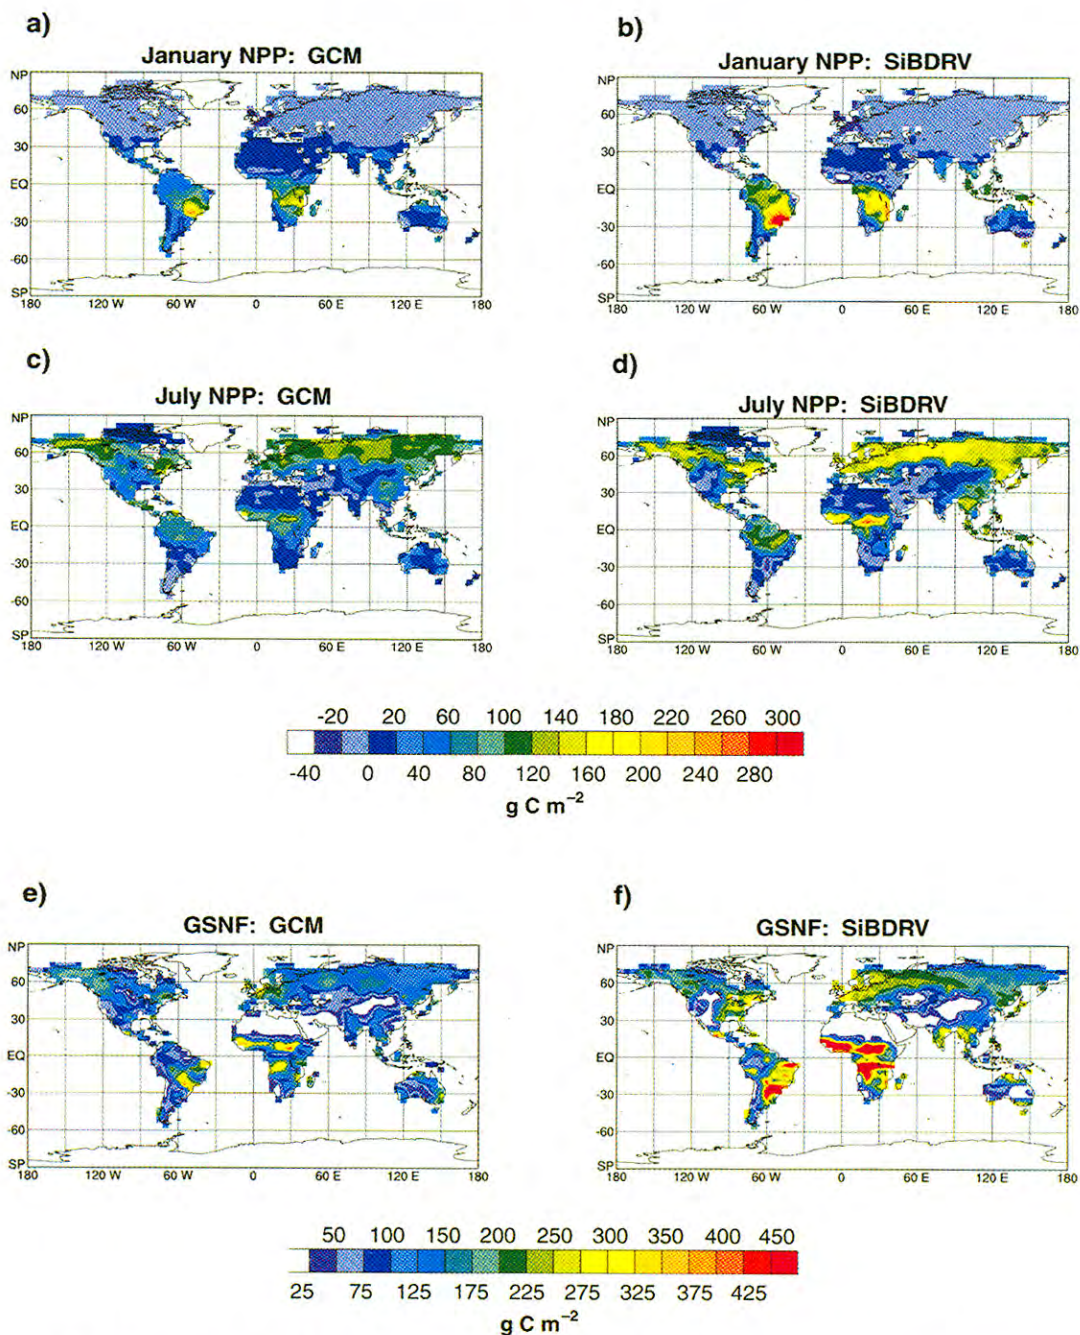 a)
January NPP: GCM
NP
60
30
EQ
-30
-60
SP
180 120 W 60 W 0 60 E 120 E 180
b)
January NPP: SiBDRV
NP
60
30
EQ
-30
-60
SP
180 120 W 60 W 0 60 E 120 E 180
c)
July NPP: GCM
NP
60
30
EQ
-30
-60
SP
180 120 W 60 W 0 60 E 120 E 180
d)
July NPP: SiBDRV
NP
60
30
EQ
-30
-60
SP
180 120 W 60 W 0 60 E 120 E 180
-20 20 60 100 140 180 220 260 300
-40 0 40 80 120 160 200 240 280
g C m⁻²
e)
GSNF: GCM
NP
60
30
EQ
-30
-60
SP
180 120 W 60 W 0 60 E 120 E 180
f)
GSNF: SiBDRV
NP
60
30
EQ
-30
-60
SP
180 120 W 60 W 0 60 E 120 E 180
50 100 150 200 250 300 350 400 450
25 75 125 175 225 275 325 375 425
g C m⁻²